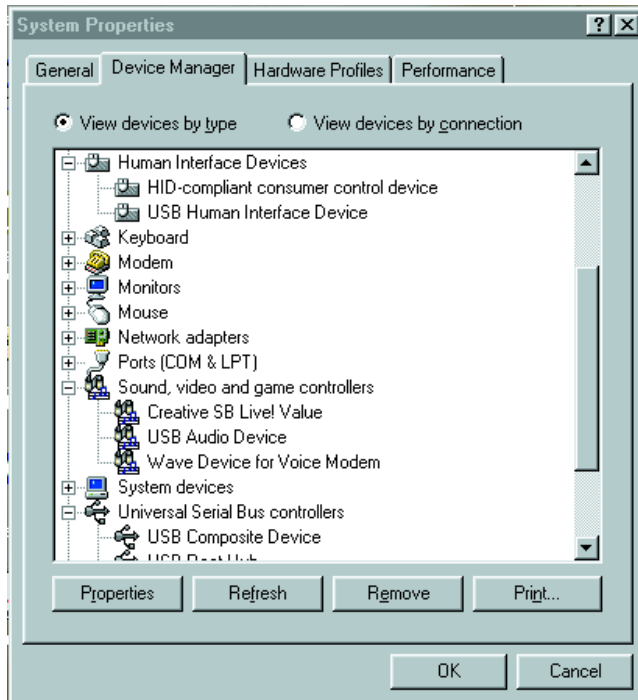 System Properties
General Device Manager Hardware Profiles Performance
View devices by type View devices by connection
Human Interface Devices
HID-compliant consumer control device
USB Human Interface Device
Keyboard
Modem
Monitors
Mouse
Network adapters
Ports (COM & LPT)
Sound, video and game controllers
Creative SB Live! Value
USB Audio Device
Wave Device for Voice Modem
System devices
Universal Serial Bus controllers
USB Composite Device
USB Root Hub
Properties Refresh Remove Print...
OK Cancel